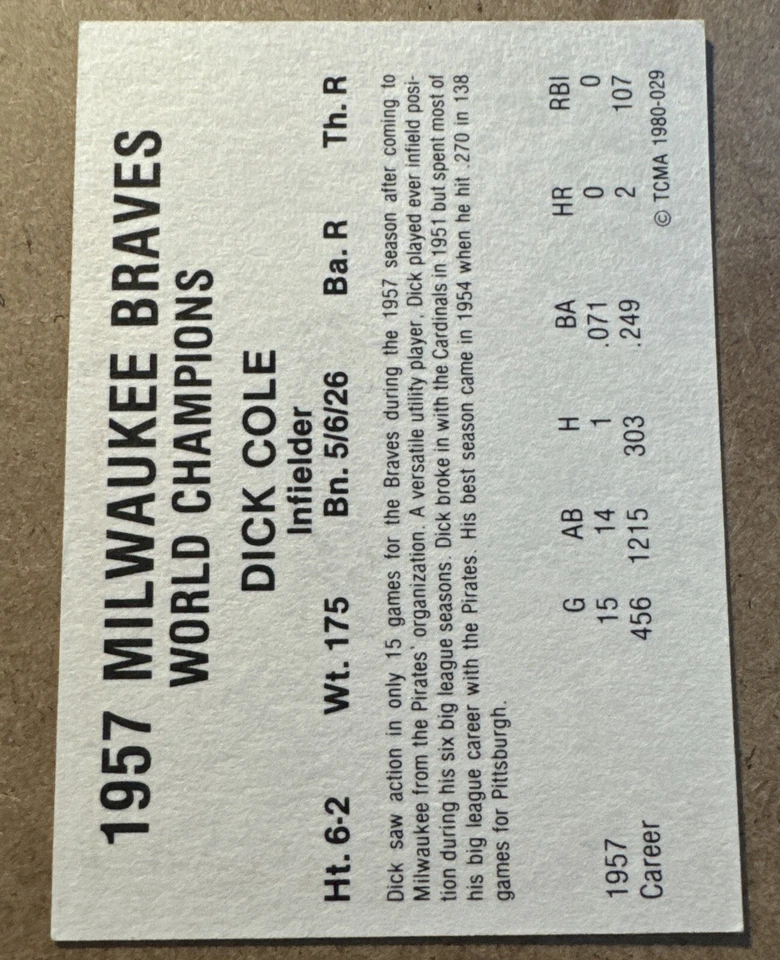 1957 MILWAUKEE BRAVES
WORLD CHAMPIONS
DICK COLE
Infielder
Ht. 6-2 Wt. 175 Bn. 5/6/26 Ba. R Th. R
Dick saw action in only 15 games for the Braves during the 1957 season after coming to
Milwaukee from the Pirates' organization. A versatile utility player, Dick played ever infield posi-
tion during his six big league seasons. Dick broke in with the Cardinals in 1951 but spent most of
his big league career with the Pirates. His best season came in 1954 when he hit .270 in 138
games for Pittsburgh.
G AB H BA HR RBI
1957 15 14 1 .071 0 0
Career 456 1215 303 .249 2 107
© TCMA 1980-029